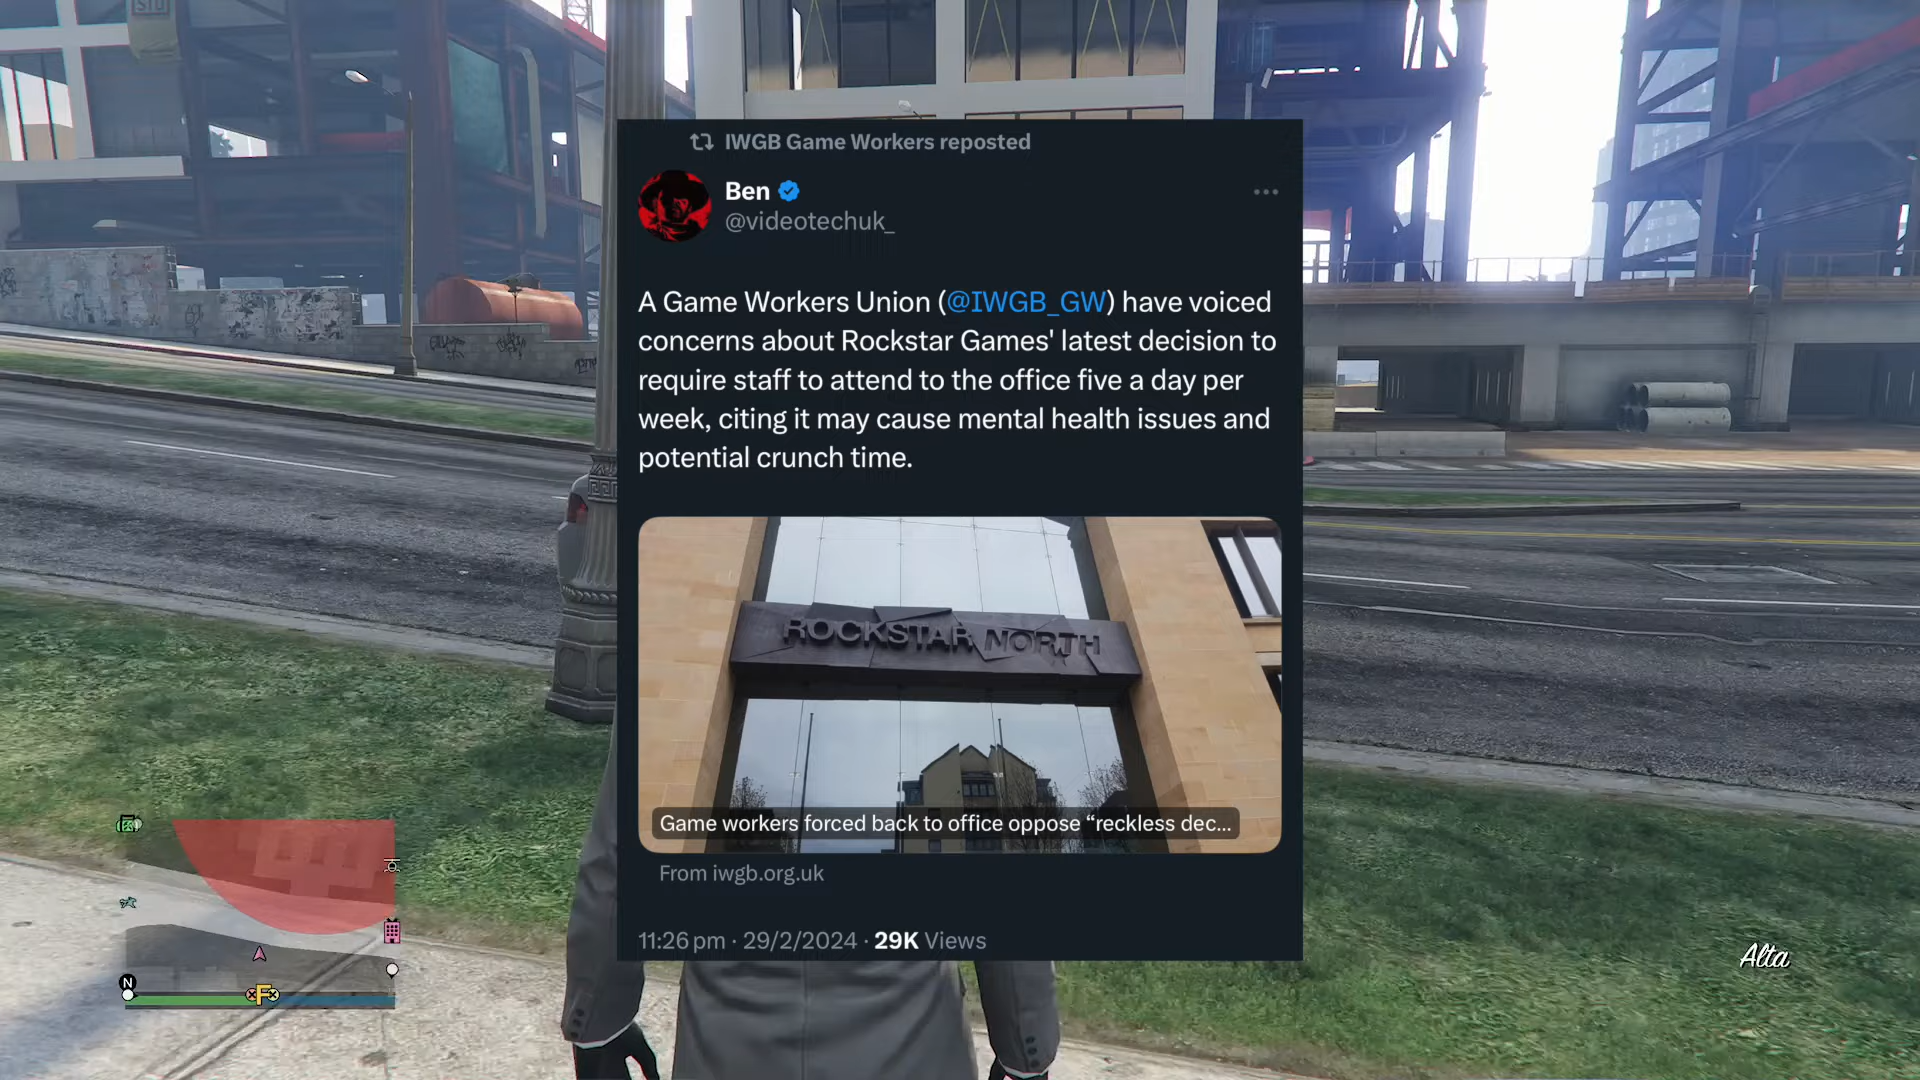 STU
IWGB Game Workers reposted
Ben
@videotechuk_
A Game Workers Union (@IWGB_GW) have voiced
concerns about Rockstar Games' latest decision to
require staff to attend to the office five a day per
week, citing it may cause mental health issues and
potential crunch time.
ROCKSTAR NORTH
Game workers forced back to office oppose “reckless dec...
From iwgb.org.uk
11:26 pm · 29/2/2024 · 29K Views
Alta
N
F